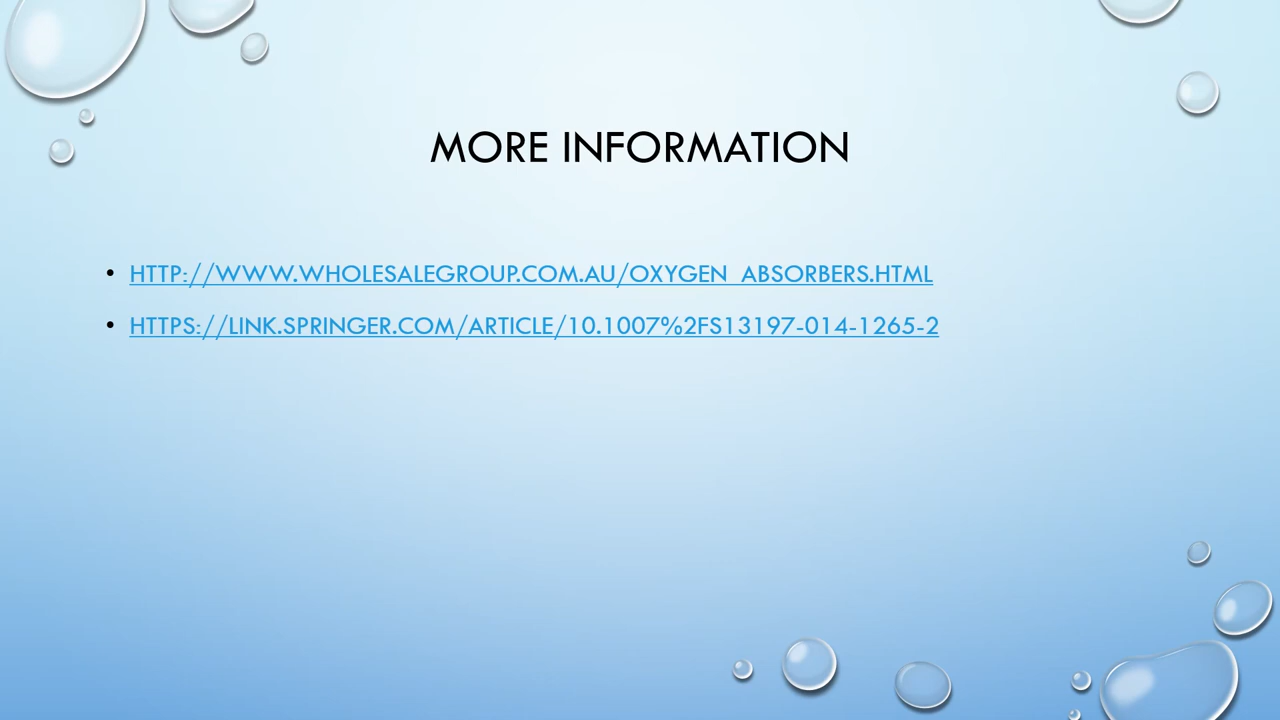 MORE INFORMATION
• HTTP://WWW.WHOLESALEGROUP.COM.AU/OXYGEN_ABSORBERS.HTML
• HTTPS://LINK.SPRINGER.COM/ARTICLE/10.1007%2FS13197-014-1265-2